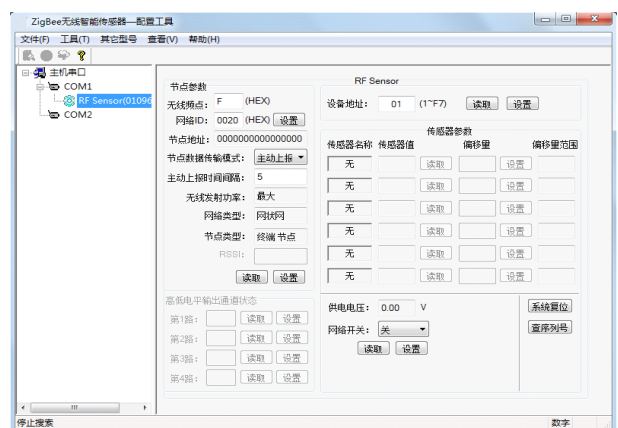 ZigBee无线智能传感器—配置工具
文件(F) 工具(T) 其它型号 查看(V) 帮助(H)
主机串口
COM1
RF Sensor(01096
COM2
RF Sensor
节点参数
无线频点： F (HEX)
网络ID： 0020 (HEX) 设置
节点地址： 0000000000000000
节点数据传输模式： 主动上报
主动上报时间间隔： 5
无线发射功率： 最大
网络类型： 网状网
节点类型： 终端 节点
RSSI：
读取 设置
设备地址： 01 (1~F7) 读取 设置
传感器参数
传感器名称 传感器值 偏移量 偏移量范围
无 读取 设置
无 读取 设置
无 读取 设置
无 读取 设置
无 读取 设置
无 读取 设置
高低电平输出通道状态
第1路： 读取 设置
第2路： 读取 设置
第3路： 读取 设置
第4路： 读取 设置
供电电压： 0.00 V 系统复位
网络开关： 关 查序列号
读取 设置
停止搜索 数字